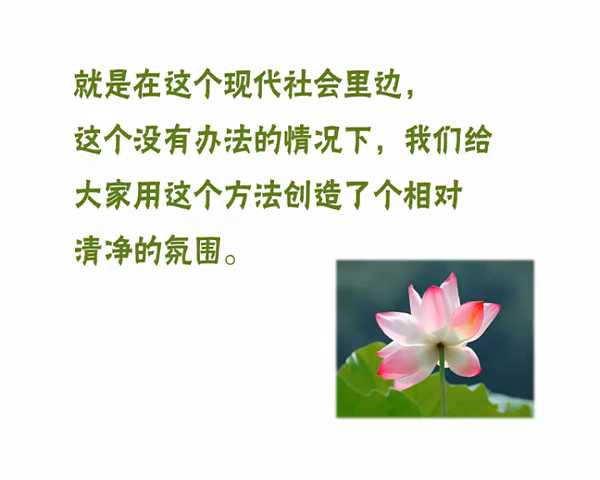 就是在这个现代社会里边，
这个没有办法的情况下，我们给
大家用这个方法创造了个相对
清净的氛围。